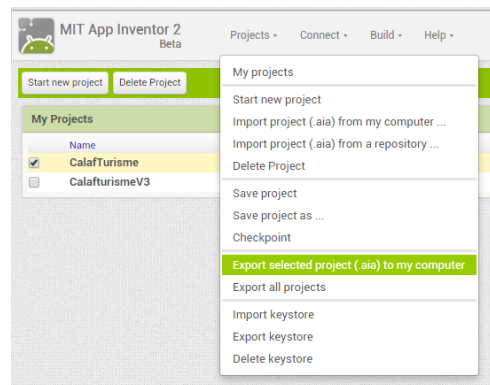 MIT App Inventor 2
Beta
Projects Connect Build Help
Start new project Delete Project
My Projects
Name
CalafTurisme
CalafturismeV3
My projects
Start new project
Import project (.aia) from my computer ...
Import project (.aia) from a repository ...
Delete Project
Save project
Save project as ...
Checkpoint
Export selected project (.aia) to my computer
Export all projects
Import keystore
Export keystore
Delete keystore